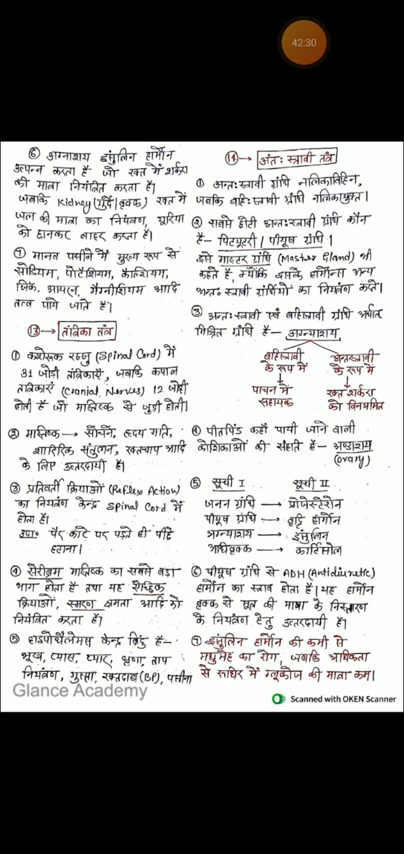 42:30
⑥ अग्नाशय इंसुलिन हार्मोन
उत्पन्न करता है जो रक्त में शर्करा
की मात्रा नियंत्रित करता है।
जबकि Kidney (गुर्दे/वृक्क) रक्त में
जल की मात्रा का नियंत्रण, यूरिया
को छानकर बाहर करता है।
⑦ मानव पसीने में मुख्य रूप से
सोडियम, पोटैशियम, कैल्शियम,
जिंक, आयरन, मैग्नीशियम आदि
तत्व पाये जाते है।
⑬ → तंत्रिका तंत्र
① कशेरूक रज्जु (Spinal Cord) में
31 जोडी तंत्रिकाएँ, जबकि कपाल
तंत्रिकाएँ (Cranial Nerves) 12 जोडी
होती है जो मास्तिष्क से जुडी होती।
② मास्तिष्क → सोचने, हृदय गति,
शारिरिक संतुलन, रक्तचाप आदि
के लिए उत्तरदायी है।
③ प्रतिवर्ती क्रियाओं (Reflex Action)
का नियंत्रण केन्द्र Spinal Cord में
होता है।
उदा॰ पैर काँटे पर पड़ते ही पीछे
हटाना।
④ सेरीब्रम मास्तिष्क का सबसे बडा
भाग होता है तथा यह ऐच्छिक
क्रियाओं, स्मरण क्षमता आदि को
नियंत्रित करता है।
⑤ हाइपोथैलेमस केन्द्र बिंदु है–
भूख, प्यास, प्यार, घृणा, ताप
नियंत्रण, गुस्सा, रक्तदाब (BP), पसीना
⑭ → अंतः स्त्रावी तंत्र
① अन्तःस्त्रावी ग्रंथि नलिकाविहिन,
जबकि बहिःस्त्रावी ग्रंथि नलिकायुक्त।
② सबसे छोटी अन्तःस्त्रावी ग्रंथि कौन
है– पिट्यूटरी / पीयूष ग्रंथि।
इसे मास्टर ग्रंथि (Master Gland) भी
कहते है, क्योंकि इसके हार्मोन्स अन्य
अन्तःस्त्रावी ग्रंथियों का नियंत्रण करते।
③ अन्तःस्त्रावी एवं बहिस्त्रावी ग्रंथि अर्थात
मिश्रित ग्रंथि है– अग्न्याशय
बहिस्त्रावी के रूप में → पाचन में सहायक
अन्तस्त्रावी के रूप में → रक्त शर्करा को विनियमित
④ पीतपिंड कहाँ पायी जाने वाली
कोशिकाओं की संहति है– अण्डाशय
(ovary)
⑤ सूची I सूची II
जनन ग्रंथि → प्रोजेस्टेरोन
पीयूष ग्रंथि → वृद्धि हॉर्मोन
अग्न्याशय → इंसुलिन
अधिवृक्क → कार्टिसोल
⑥ पीयूष ग्रंथि से ADH (Antidiuretic)
हॉर्मोन का स्त्राव होता है। यह हार्मोन
वृक्क से मूत्र की मात्रा के निस्तारण
के नियंत्रण हेतु उत्तरदायी है।
⑦ इंसुलिन हॉर्मोन की कमी से
मधुमेह का रोग, जबकि अधिकता
से रूधिर में ग्लूकोज की मात्रा कम।
Glance Academy
Scanned with OKEN Scanner